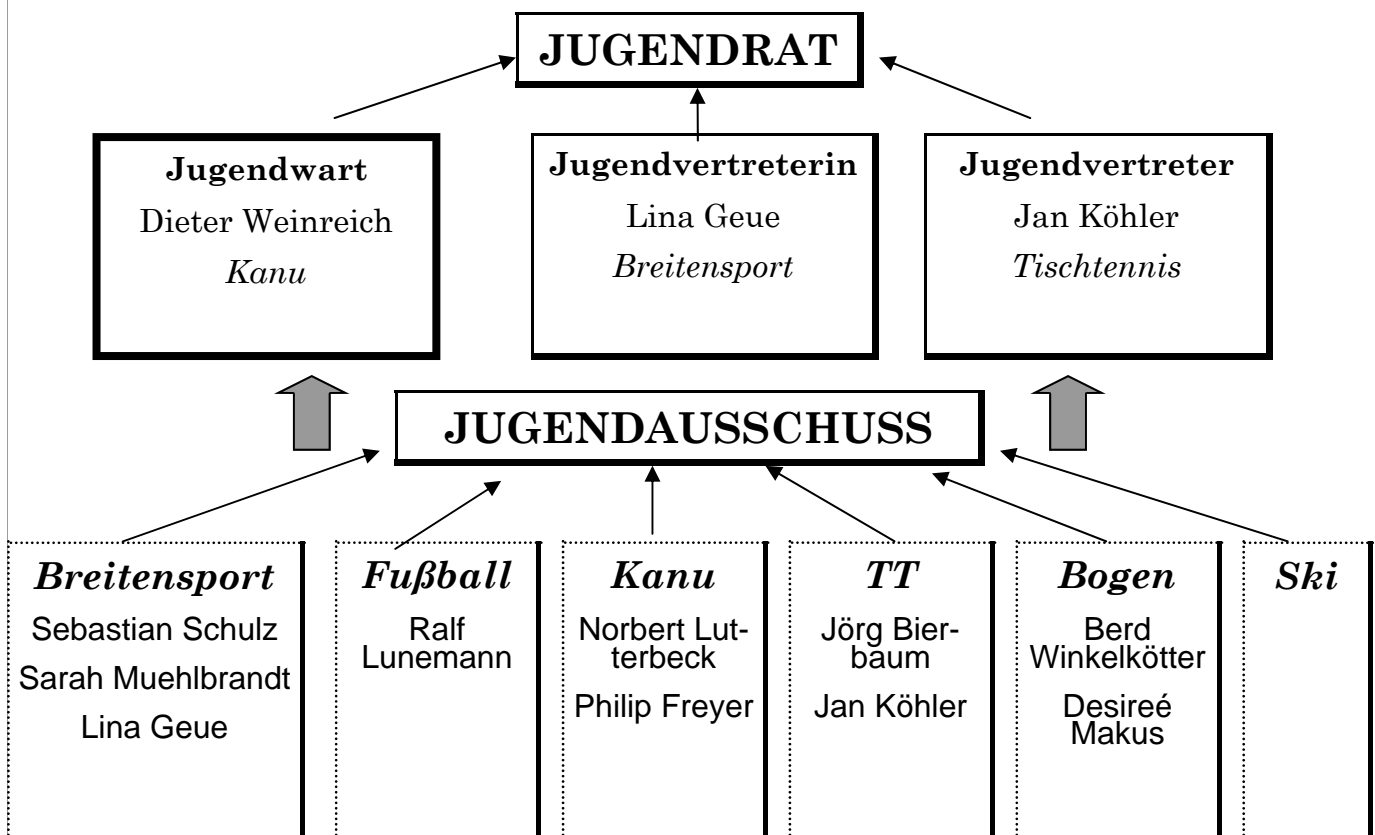 JUGENDRAT
Jugendwart
Dieter Weinreich
Kanu
Jugendvertreterin
Lina Geue
Breitensport
Jugendvertreter
Jan Köhler
Tischtennis
JUGENDAUSSCHUSS
Breitensport
Sebastian Schulz
Sarah Muehlbrandt
Lina Geue
Fußball
Ralf
Lunemann
Kanu
Norbert Lut-
terbeck
Philip Freyer
TT
Jörg Bier-
baum
Jan Köhler
Bogen
Berd
Winkelkötter
Desireé
Makus
Ski